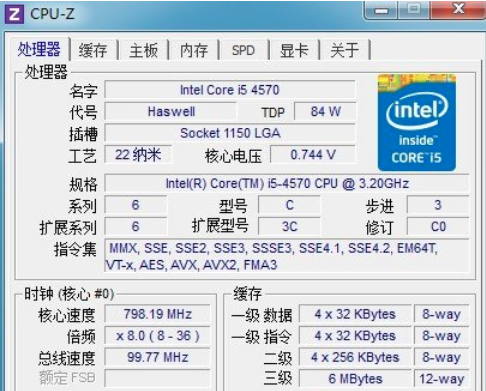 CPU-Z
处理器 缓存 主板 内存 SPD 显卡 关于
处理器
名字 Intel Core i5 4570
代号 Haswell TDP 84 W
插槽 Socket 1150 LGA
工艺 22 纳米 核心电压 0.744 V
intel
inside™
CORE™ i5
规格 Intel(R) Core(TM) i5-4570 CPU @ 3.20GHz
系列 6 型号 C 步进 3
扩展系列 6 扩展型号 3C 修订 C0
指令集 MMX, SSE, SSE2, SSE3, SSSE3, SSE4.1, SSE4.2, EM64T,
VT-x, AES, AVX, AVX2, FMA3
时钟 (核心 #0)
核心速度 798.19 MHz
倍频 x 8.0 ( 8 - 36 )
总线速度 99.77 MHz
额定 FSB
缓存
一级 数据 4 x 32 KBytes 8-way
一级 指令 4 x 32 KBytes 8-way
二级 4 x 256 KBytes 8-way
三级 6 MBytes 12-way